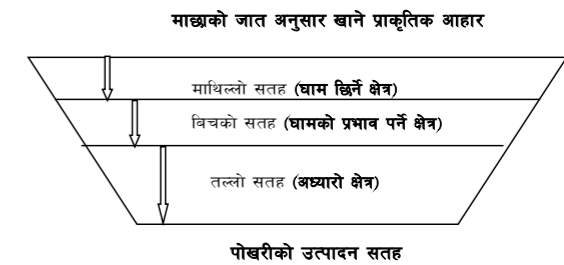 माछाको जात अनुसार खाने प्राकृतिक आहार
माथिल्लो सतह (घाम छिर्ने क्षेत्र)
बिचको सतह (घामको प्रभाव पर्ने क्षेत्र)
तल्लो सतह (अध्यारो क्षेत्र)
पोखरीको उत्पादन सतह